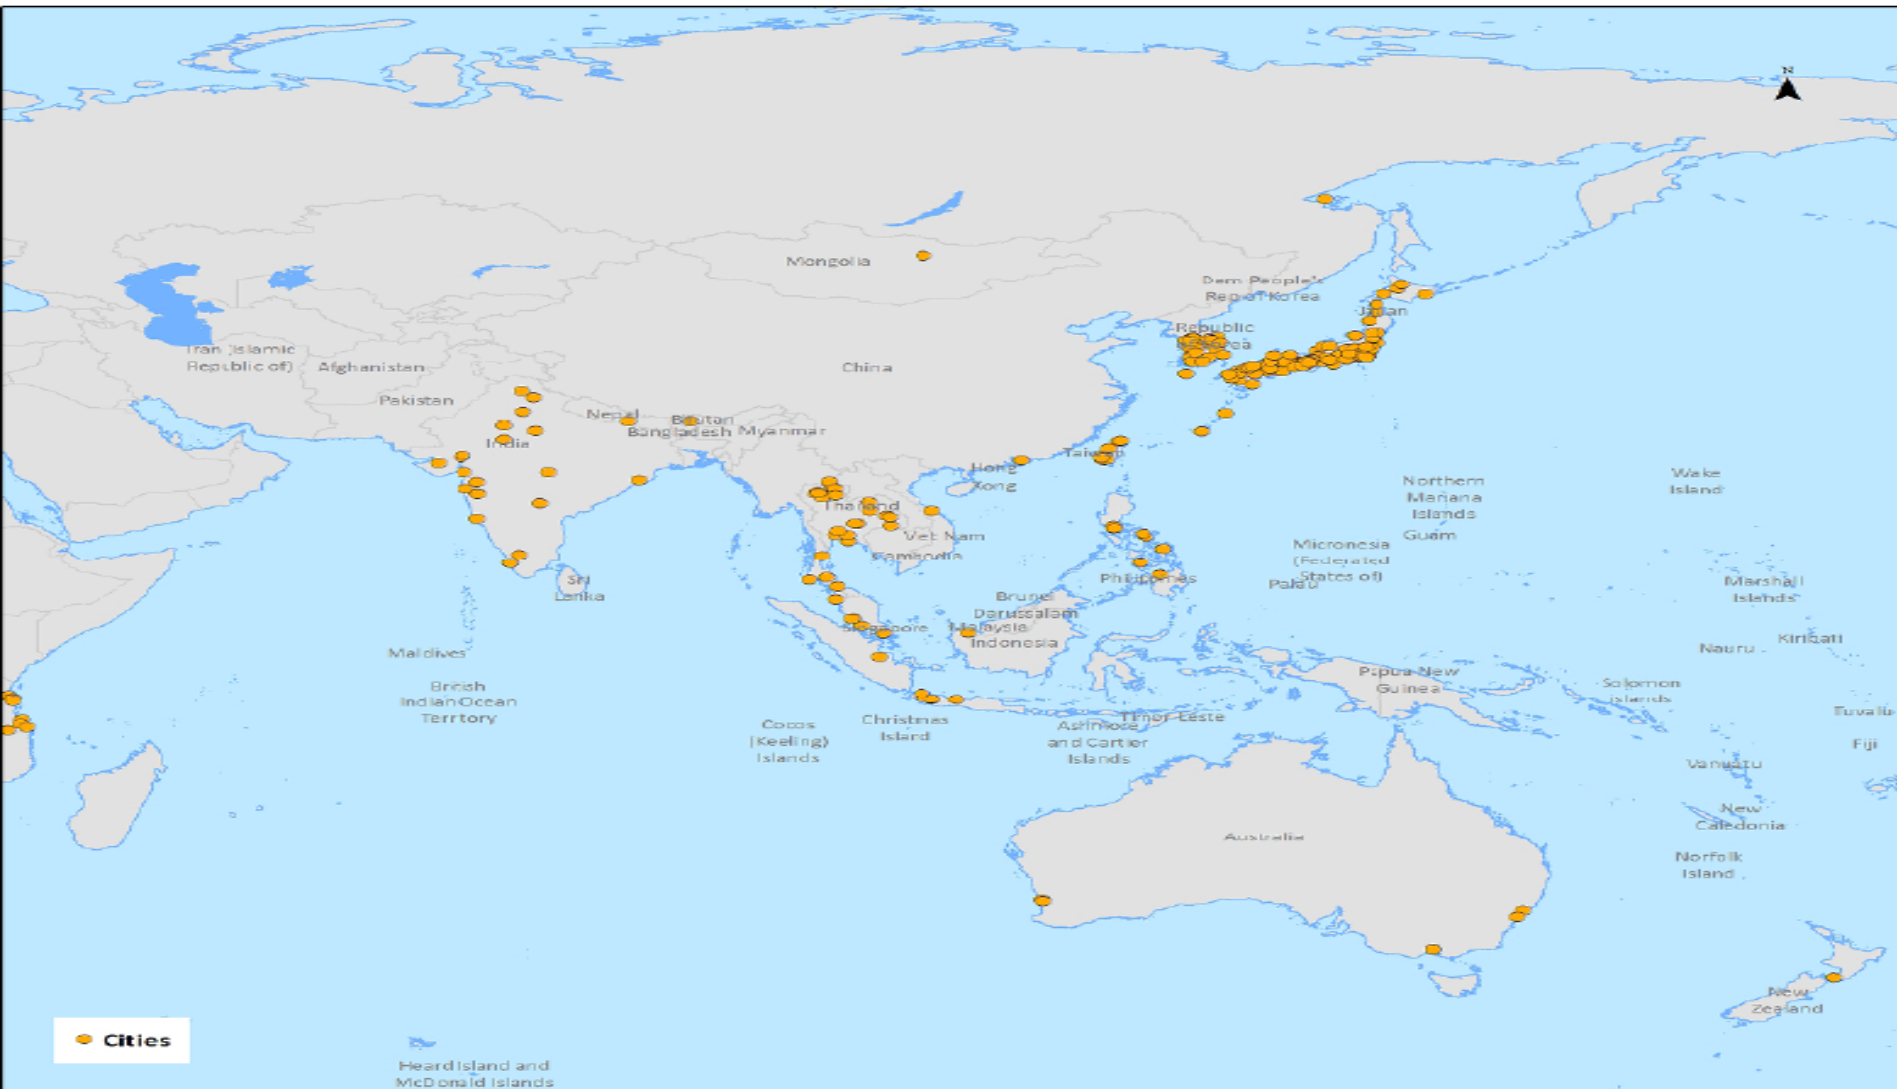 N
Mongolia
Dem People's
Rep of Korea
Japan
Republic
of Korea
Iran (Islamic
Republic of)
Afghanistan
China
Pakistan
Nepal
Bhutan
Bangladesh
Myanmar
India
Taiwan
Hong
Kong
Wake
Island
Northern
Mariana
Islands
Thailand
Guam
Viet Nam
Cambodia
Micronesia
(Federated
States of)
Palau
Philippines
Marshall
Islands
Sri
Lanka
Brunei
Darussalam
Singapore
Malaysia
Indonesia
Kiribati
Nauru
Maldives
Papua New
Guinea
Solomon
Islands
British
Indian Ocean
Terrtory
Tuvalu
Timor Leste
Christmas
Island
Cocos
(Keeling)
Islands
Ashmore
and Cartier
Islands
Fiji
Vanuatu
New
Caledonia
Australia
Norfolk
Island
New
Zealand
Cities
Heard Island and
McDonald Islands